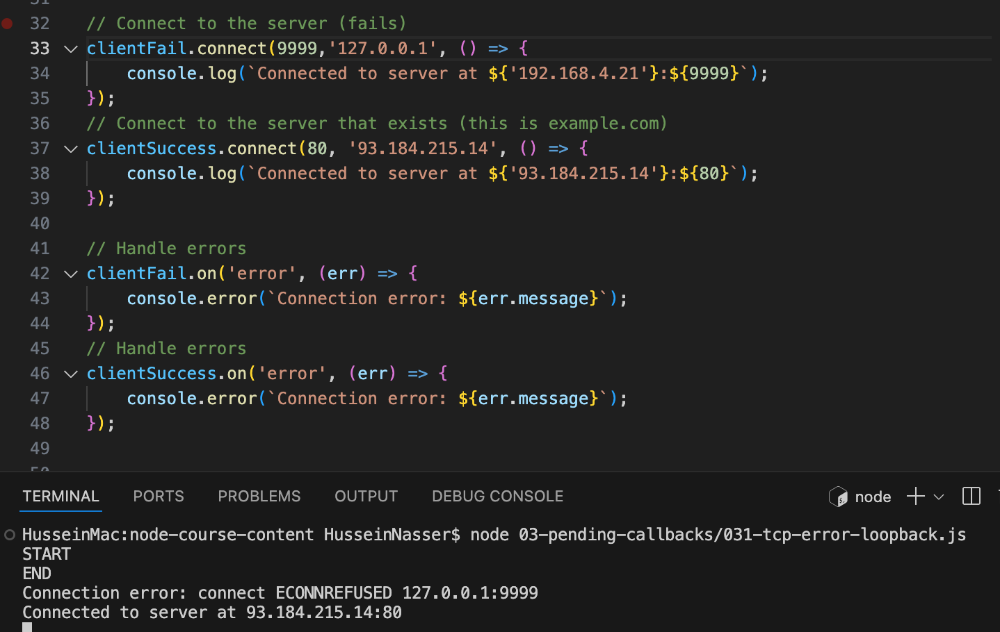 31
32 // Connect to the server (fails)
33 clientFail.connect(9999,'127.0.0.1', () => {
34 console.log(`Connected to server at ${'192.168.4.21'}:${9999}`);
35 });
36 // Connect to the server that exists (this is example.com)
37 clientSuccess.connect(80, '93.184.215.14', () => {
38 console.log(`Connected to server at ${'93.184.215.14'}:${80}`);
39 });
40
41 // Handle errors
42 clientFail.on('error', (err) => {
43 console.error(`Connection error: ${err.message}`);
44 });
45 // Handle errors
46 clientSuccess.on('error', (err) => {
47 console.error(`Connection error: ${err.message}`);
48 });
49
50
TERMINAL PORTS PROBLEMS OUTPUT DEBUG CONSOLE node
HusseinMac:node-course-content HusseinNasser$ node 03-pending-callbacks/031-tcp-error-loopback.js
START
END
Connection error: connect ECONNREFUSED 127.0.0.1:9999
Connected to server at 93.184.215.14:80